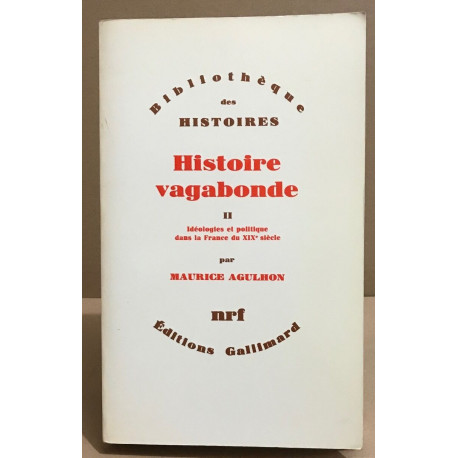 Bibliothèque
des
HISTOIRES
Histoire
vagabonde
II
Idéologies et politique
dans la France du XIXe siècle
par
MAURICE AGULHON
nrf
Éditions Gallimard